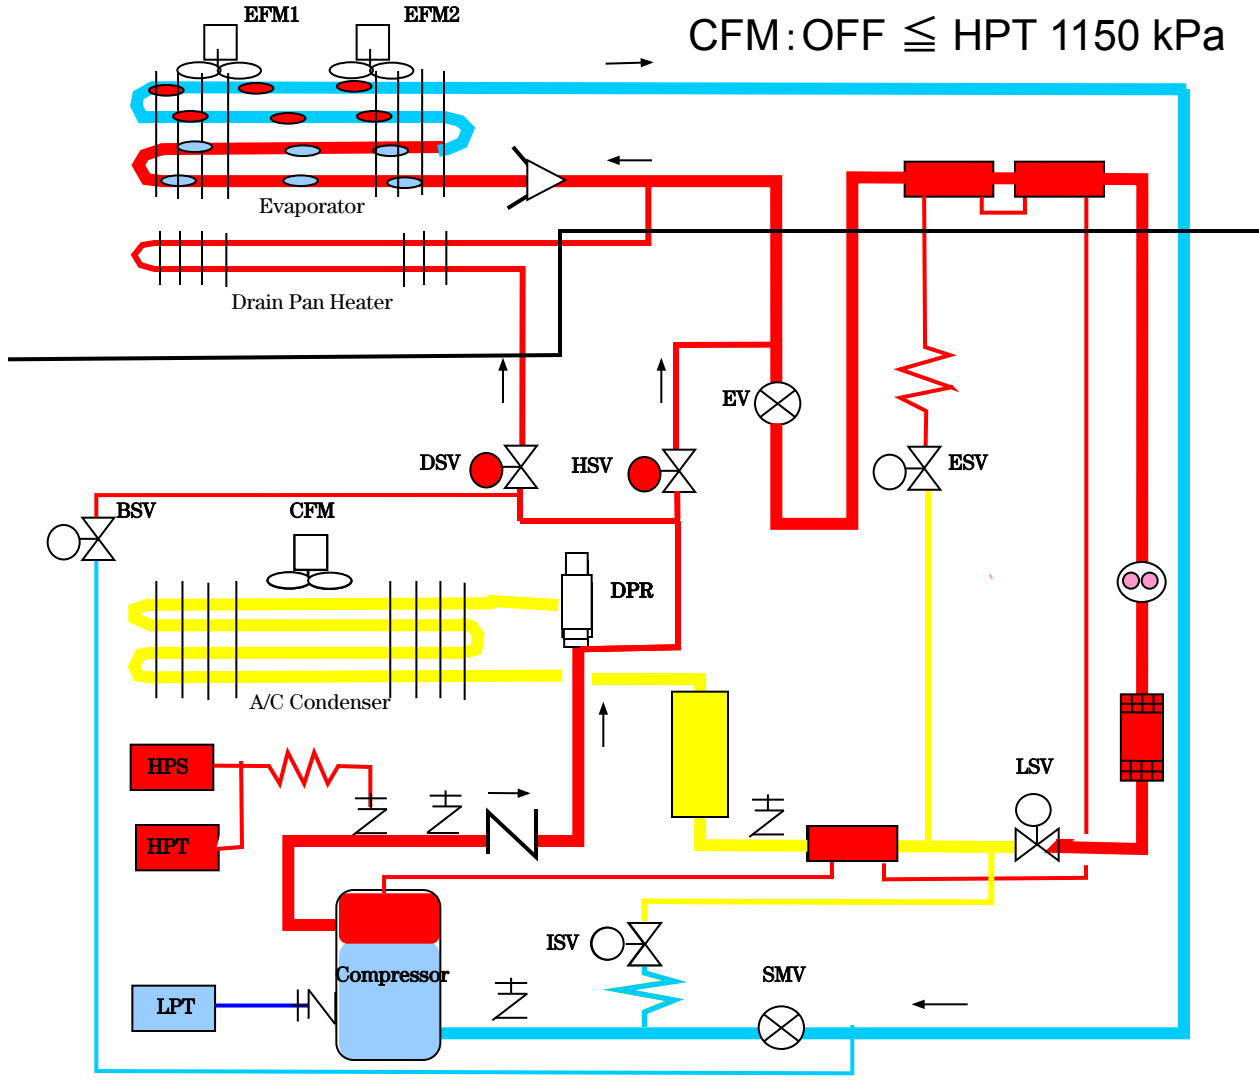 EFM1
EFM2
CFM：OFF ≦ HPT 1150 kPa
Evaporator
Drain Pan Heater
EV
DSV
HSV
ESV
BSV
CFM
DPR
A/C Condenser
HPS
LSV
HPT
ISV
Compressor
SMV
LPT